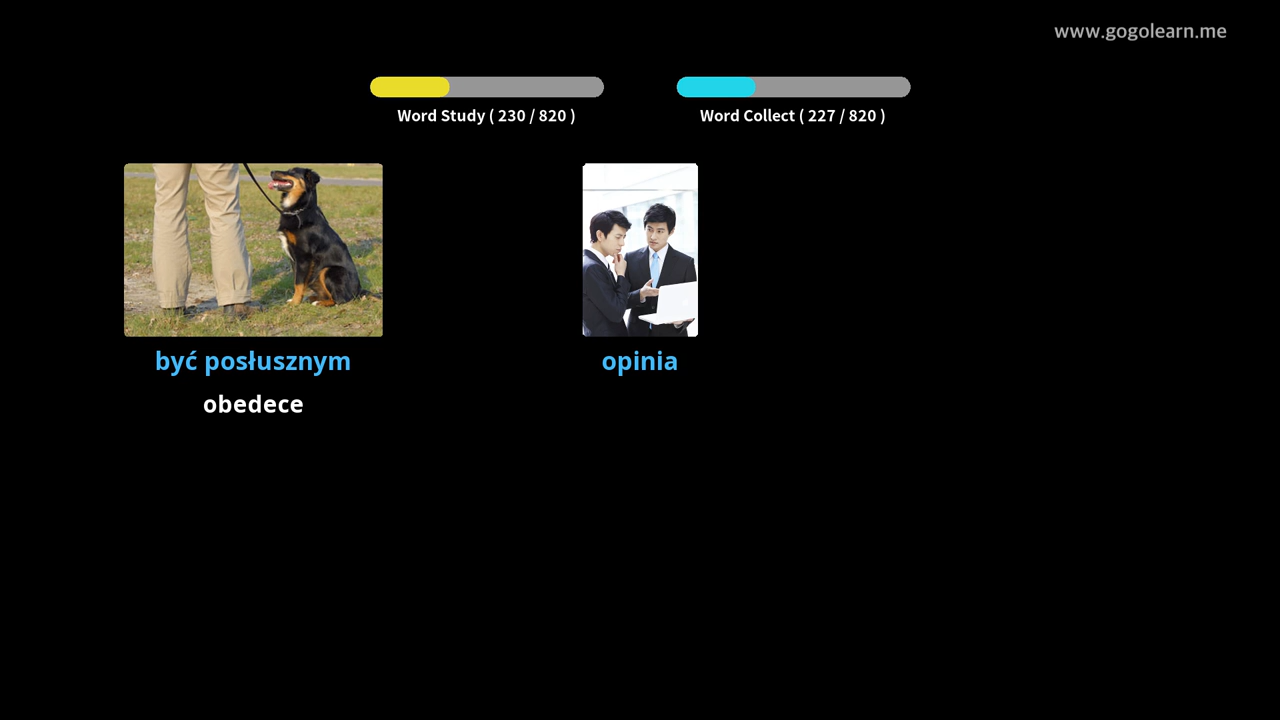 www.gogolearn.me
Word Study ( 230 / 820 )
Word Collect ( 227 / 820 )
być posłusznym
opinia
obedece